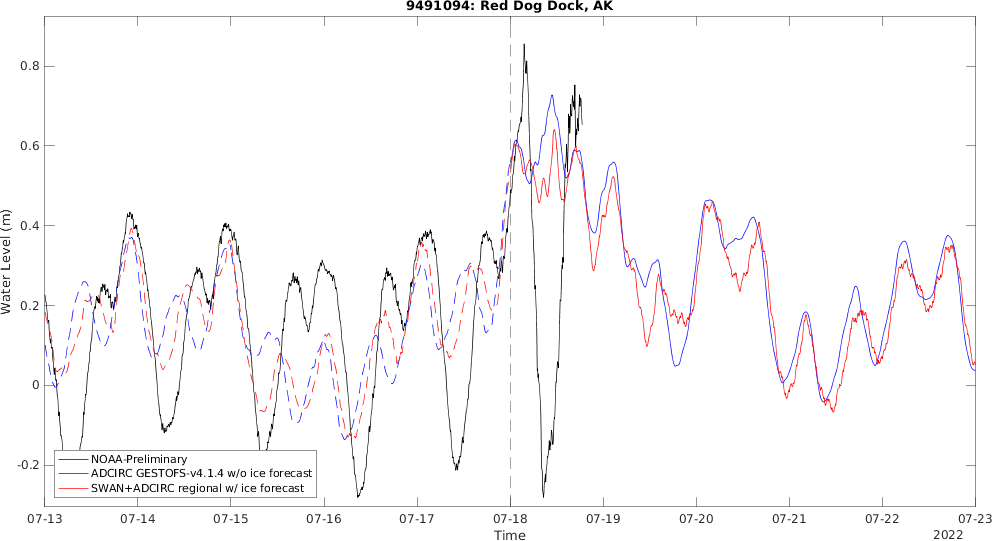 9491094: Red Dog Dock, AK
Water Level (m)
0.8
0.6
0.4
0.2
0
-0.2
NOAA-Preliminary
ADCIRC GESTOFS-v4.1.4 w/o ice forecast
SWAN+ADCIRC regional w/ ice forecast
07-13 07-14 07-15 07-16 07-17 07-18 07-19 07-20 07-21 07-22 07-23
Time
2022